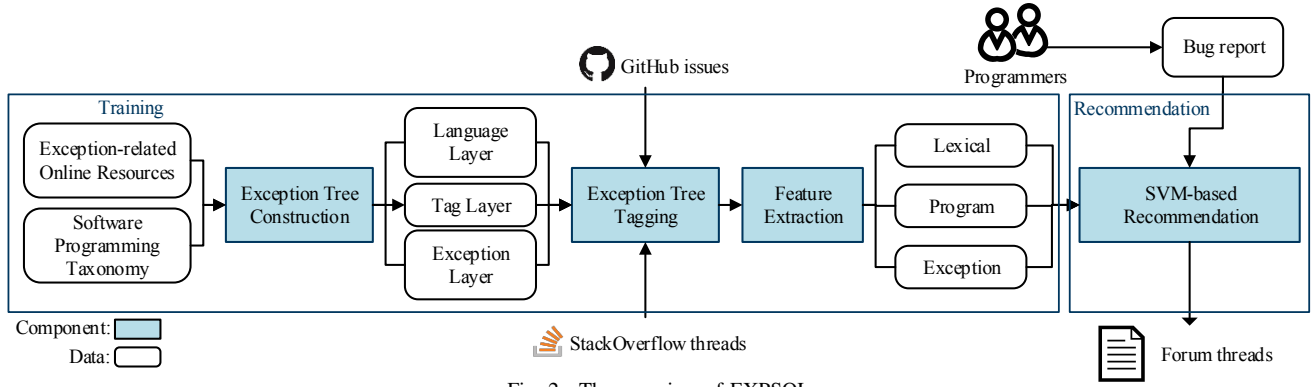 Programmers
Bug report
GitHub issues
Training
Recommendation
Exception-related
Online Resources
Software
Programming
Taxonomy
Exception Tree
Construction
Language
Layer
Tag Layer
Exception
Layer
Exception Tree
Tagging
Feature
Extraction
Lexical
Program
Exception
SVM-based
Recommendation
Component:
Data:
StackOverflow threads
Forum threads